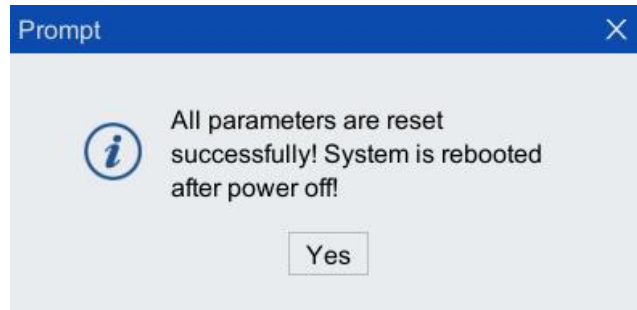 Prompt
All parameters are reset
successfully! System is rebooted
after power off!
Yes